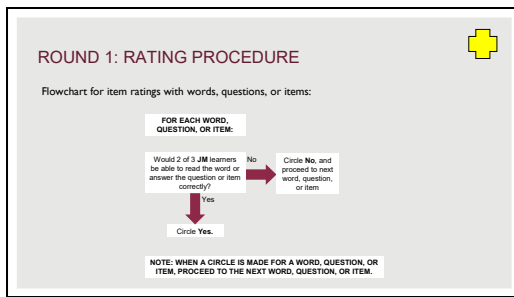 ROUND 1: RATING PROCEDURE
Flowchart for item ratings with words, questions, or items:
FOR EACH WORD,
QUESTION, OR ITEM:
Would 2 of 3 JM learners
be able to read the word or
answer the question or item
correctly?
No
Circle No, and
proceed to next
word, question,
or item
Yes
Circle Yes.
NOTE: WHEN A CIRCLE IS MADE FOR A WORD, QUESTION, OR
ITEM, PROCEED TO THE NEXT WORD, QUESTION, OR ITEM.